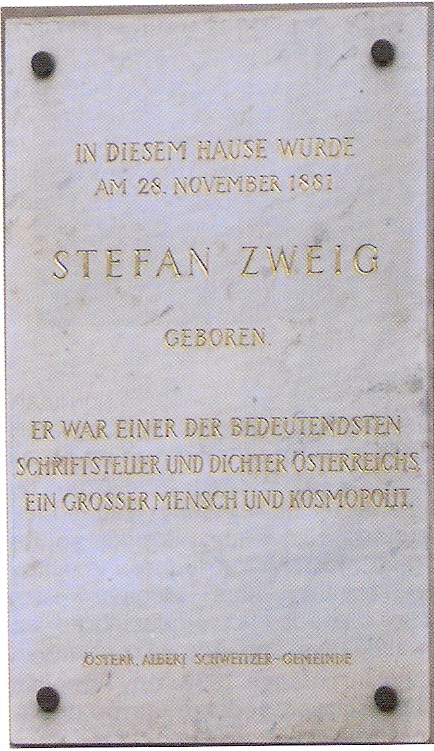 IN DIESEM HAUSE WURDE
AM 28. NOVEMBER 1881
STEFAN ZWEIG
GEBOREN.
ER WAR EINER DER BEDEUTENDSTEN
SCHRIFTSTELLER UND DICHTER ÖSTERREICHS,
EIN GROSSER MENSCH UND KOSMOPOLIT.
ÖSTERR. ALBERT SCHWEITZER-GEMEINDE